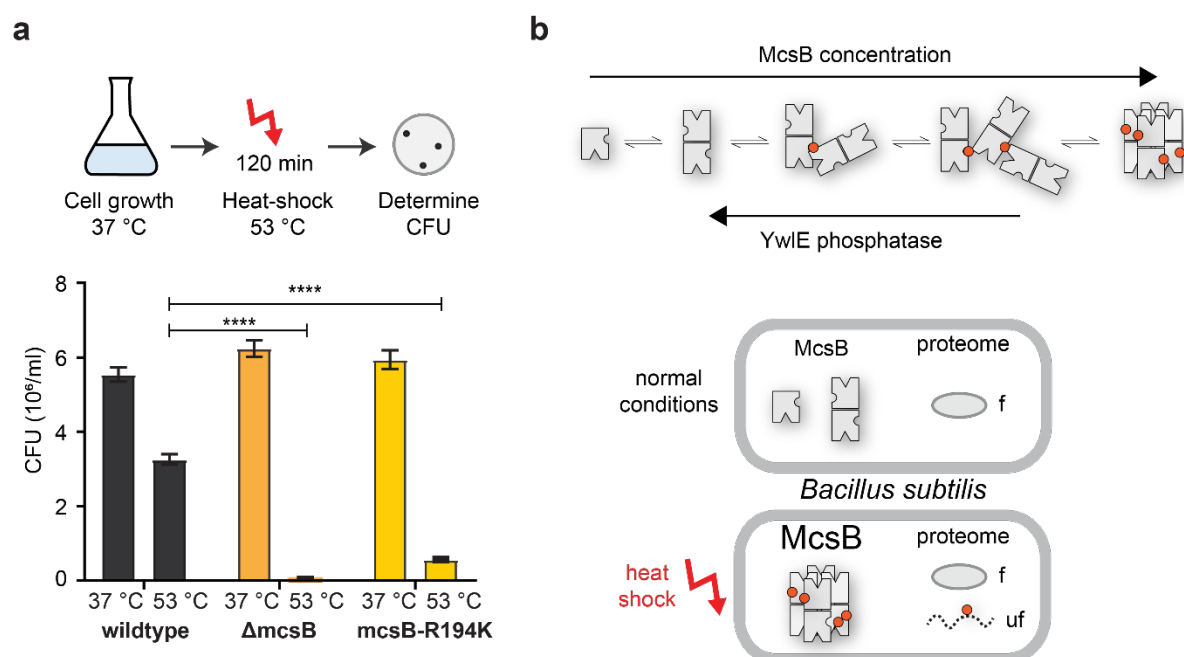 a
120 min
Cell growth
37 °C
Heat-shock
53 °C
Determine
CFU
CFU (10⁶/ml)
8
6
4
2
0
****
****
37 °C 53 °C 37 °C 53 °C 37 °C 53 °C
wildtype ΔmcsB mcsB-R194K
b
McsB concentration
YwlE phosphatase
normal
conditions
McsB
proteome
f
Bacillus subtilis
heat
shock
McsB
proteome
f
uf